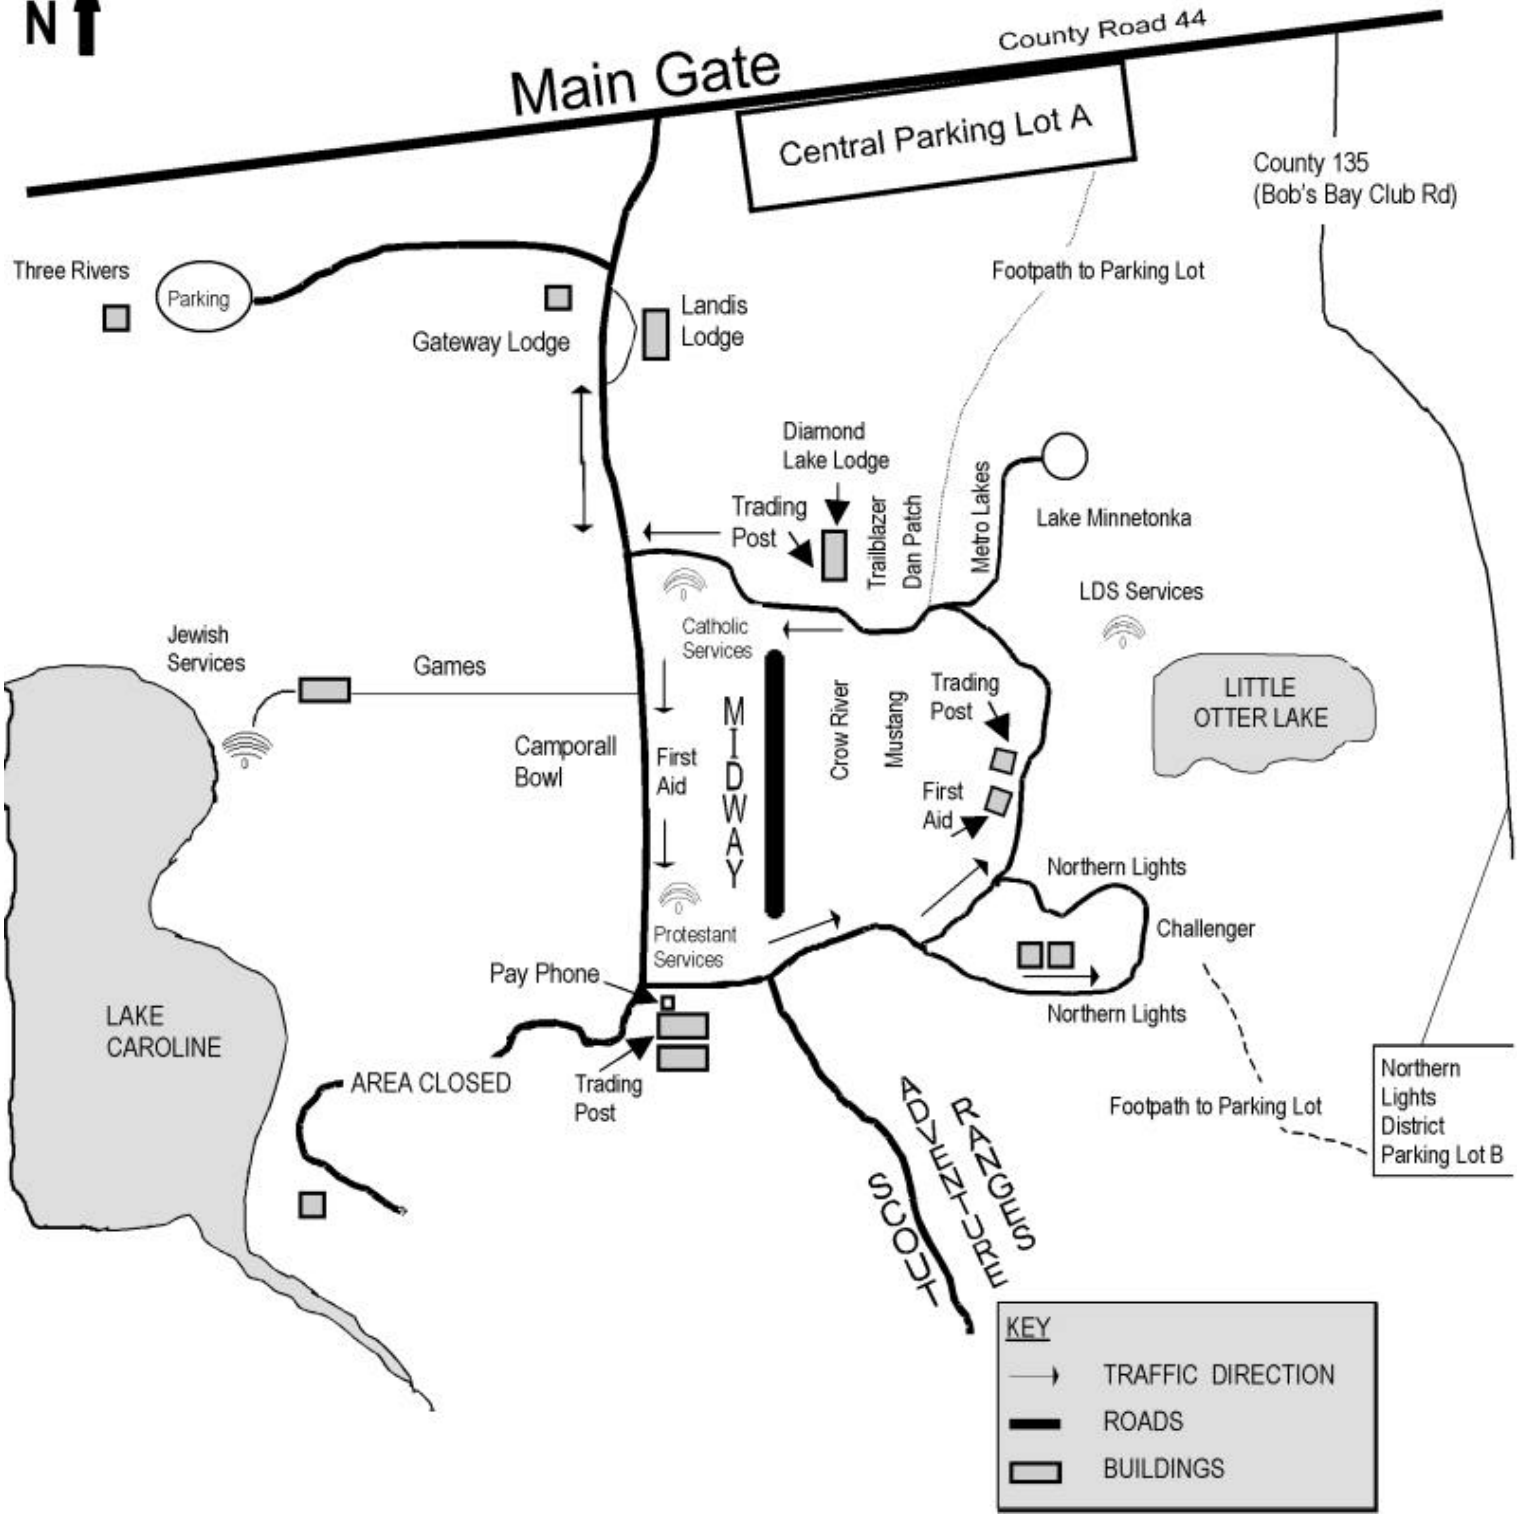 N
County Road 44
Main Gate
Central Parking Lot A
County 135
(Bob's Bay Club Rd)
Three Rivers
Parking
Footpath to Parking Lot
Landis
Lodge
Gateway Lodge
Diamond
Lake Lodge
Trading
Post
Trailblazer
Dan Patch
Metro Lakes
Lake Minnetonka
LDS Services
Catholic
Services
Jewish
Services
Games
LITTLE
OTTER LAKE
Camporall
Bowl
First
Aid
MIDWAY
Crow River
Mustang
Trading
Post
First
Aid
Northern Lights
Challenger
Protestant
Services
Pay Phone
Northern Lights
LAKE
CAROLINE
AREA CLOSED
Trading
Post
Footpath to Parking Lot
Northern
Lights
District
Parking Lot B
SCOUT
ADVENTURE
RANGES
KEY
TRAFFIC DIRECTION
ROADS
BUILDINGS